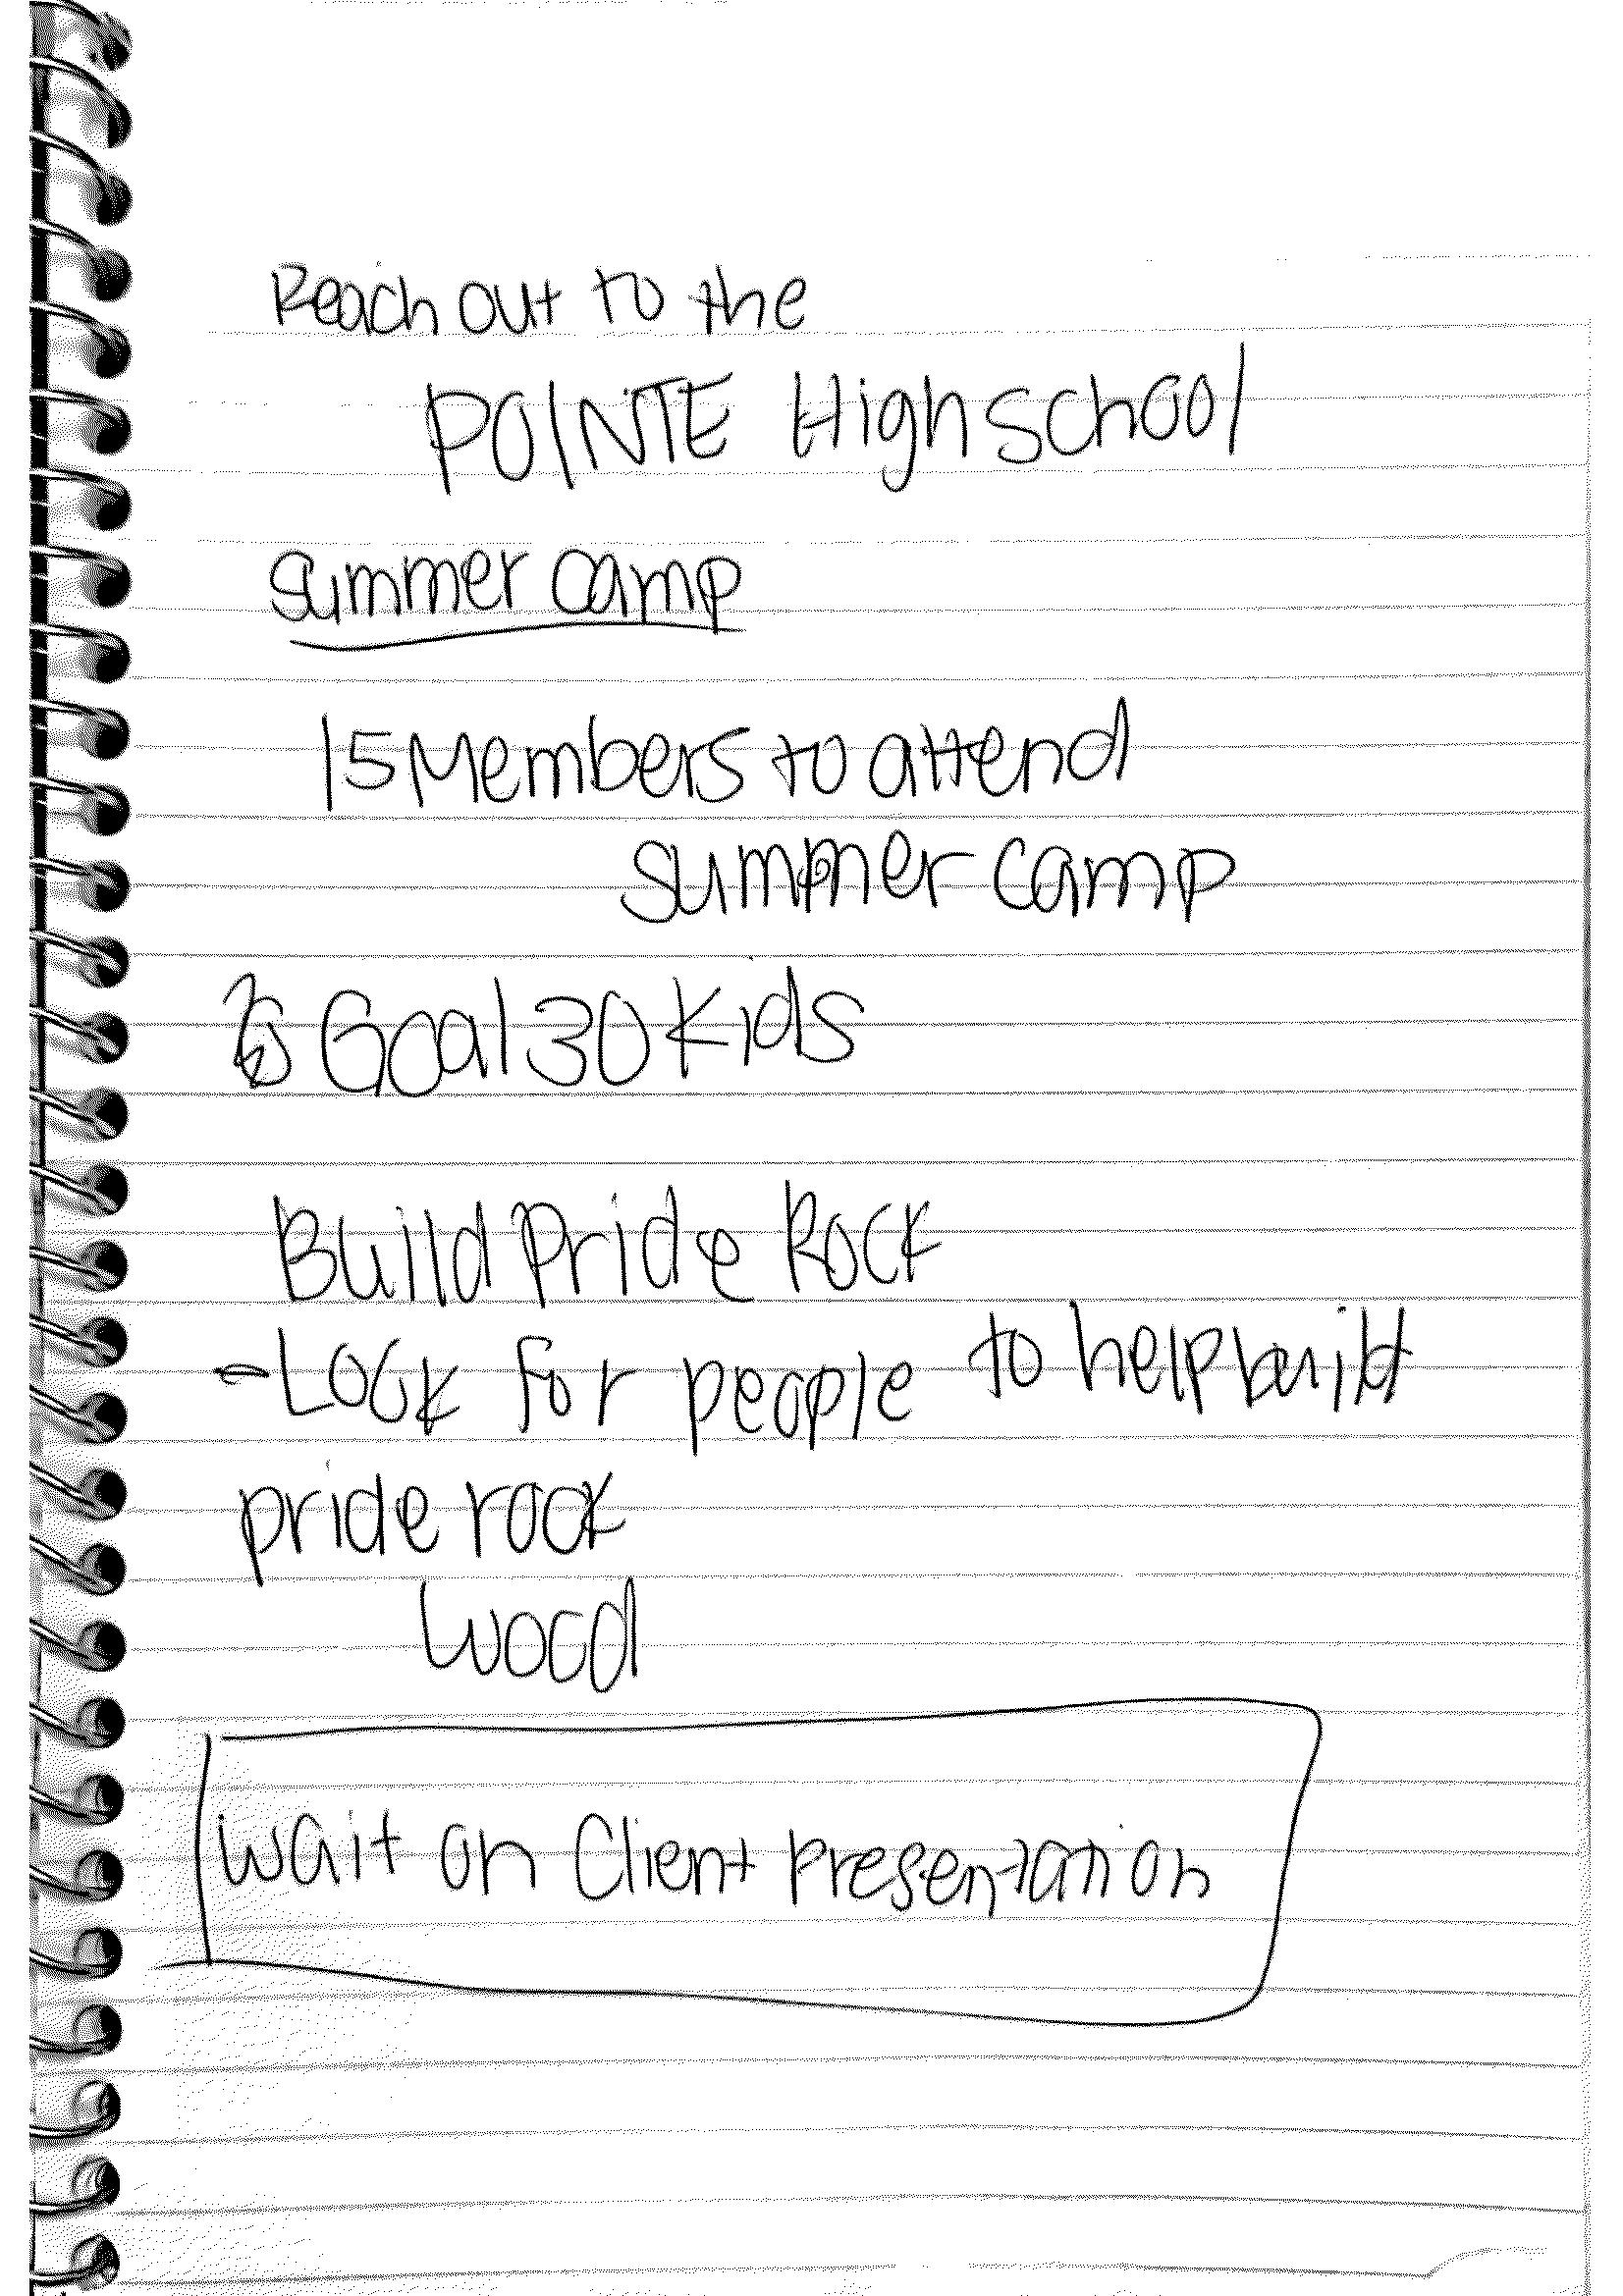 Reach out to the
POINTE High school
summer camp
15 Members to attend
summer camp
Goal 30 Kids
Build Pride Rock
- Look for people to help build
pride rock
Wood
Wait on Client Presentation